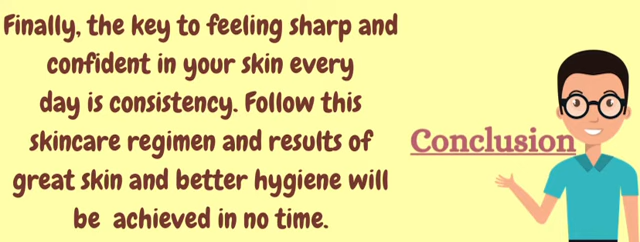 Finally, the key to feeling sharp and
confident in your skin every
day is consistency. Follow this
skincare regimen and results of
great skin and better hygiene will
be achieved in no time.
Conclusion